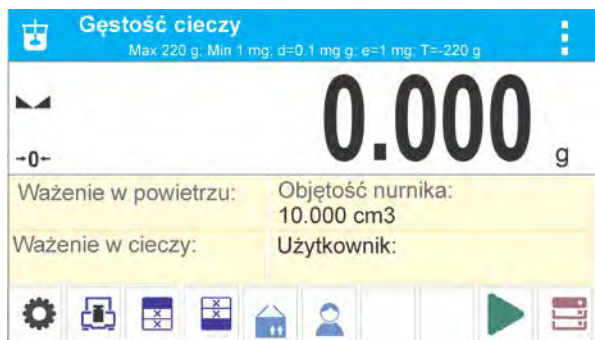 Gęstość cieczy
Max 220 g; Min 1 mg; d=0.1 mg g; e=1 mg; T=-220 g
0.000 g
→0←
Ważenie w powietrzu:
Objętość nurnika:
10.000 cm3
Ważenie w cieczy:
Użytkownik: